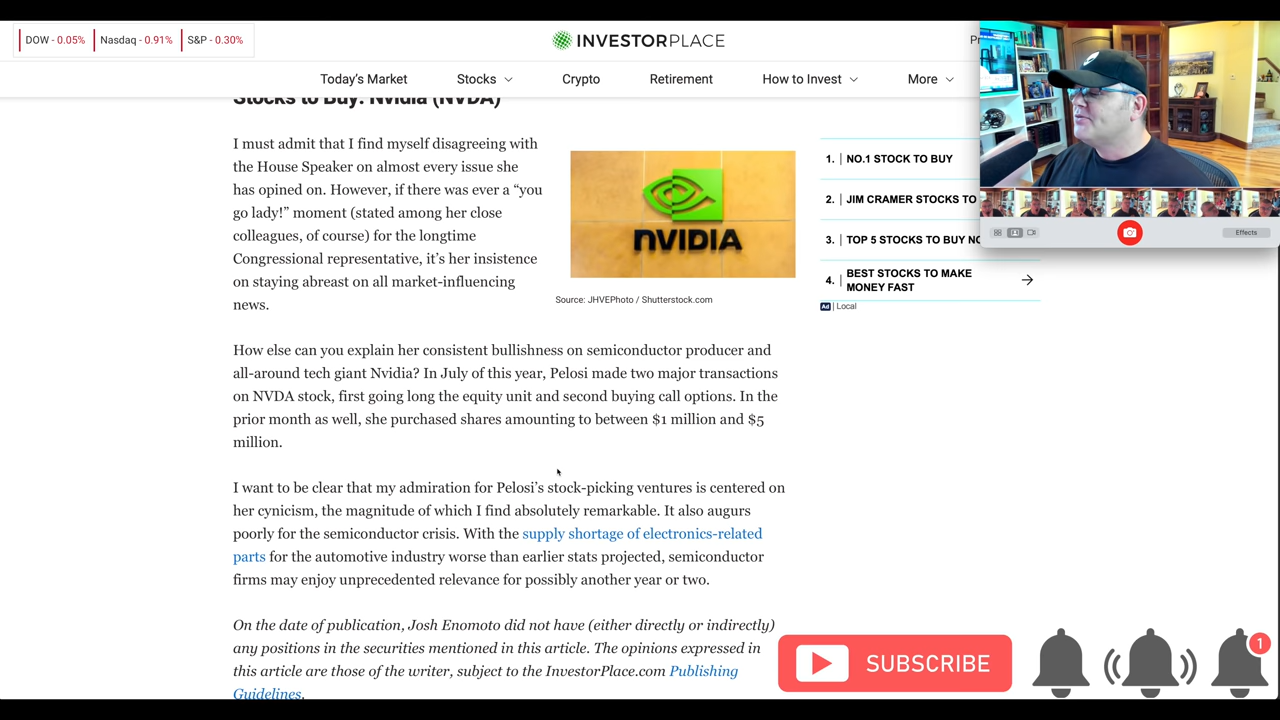 DOW - 0.05%
Nasdaq - 0.91%
S&P - 0.30%
INVESTORPLACE
Today's Market
Stocks
Crypto
Retirement
How to Invest
More
Stocks to Buy: Nvidia (NVDA)
I must admit that I find myself disagreeing with
the House Speaker on almost every issue she
has opined on. However, if there was ever a “you
go lady!” moment (stated among her close
colleagues, of course) for the longtime
Congressional representative, it’s her insistence
on staying abreast on all market-influencing
news.
NVIDIA
Source: JHVEPhoto / Shutterstock.com
How else can you explain her consistent bullishness on semiconductor producer and
all-around tech giant Nvidia? In July of this year, Pelosi made two major transactions
on NVDA stock, first going long the equity unit and second buying call options. In the
prior month as well, she purchased shares amounting to between $1 million and $5
million.
I want to be clear that my admiration for Pelosi’s stock-picking ventures is centered on
her cynicism, the magnitude of which I find absolutely remarkable. It also augurs
poorly for the semiconductor crisis. With the supply shortage of electronics-related
parts for the automotive industry worse than earlier stats projected, semiconductor
firms may enjoy unprecedented relevance for possibly another year or two.
On the date of publication, Josh Enomoto did not have (either directly or indirectly)
any positions in the securities mentioned in this article. The opinions expressed in
this article are those of the writer, subject to the InvestorPlace.com Publishing
Guidelines.
1. | NO.1 STOCK TO BUY
2. | JIM CRAMER STOCKS TO
3. | TOP 5 STOCKS TO BUY
4. | BEST STOCKS TO MAKE
MONEY FAST
Ad | Local
Effects
SUBSCRIBE
1